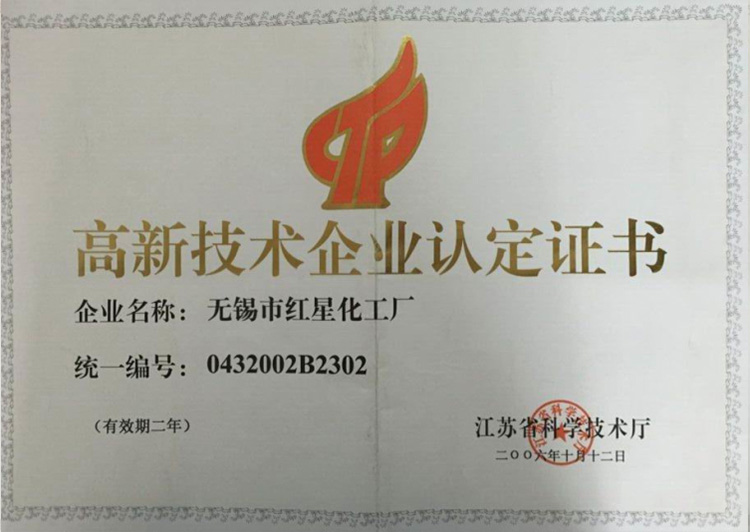 高新技术企业认定证书
企业名称：无锡市红星化工厂
统一编号：0432002B2302
（有效期二年）
江苏省科学技术厅
二〇〇六年十月十二日